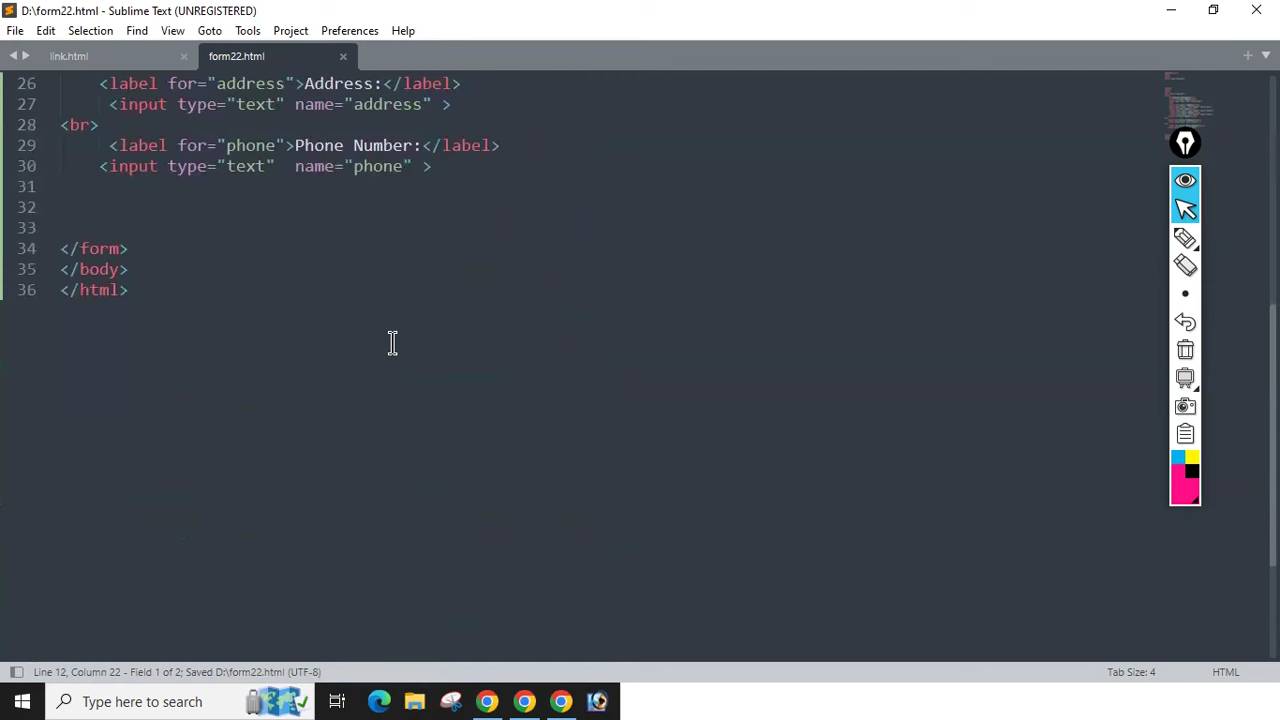 D:\form22.html - Sublime Text (UNREGISTERED)
File Edit Selection Find View Goto Tools Project Preferences Help
link.html form22.html
26 <label for="address">Address:</label>
27 <input type="text" name="address" >
28 <br>
29 <label for="phone">Phone Number:</label>
30 <input type="text"  name="phone" >
31
32
33
34 </form>
35 </body>
36 </html>
Line 12, Column 22 - Field 1 of 2; Saved D:\form22.html (UTF-8) Tab Size: 4 HTML
Type here to search